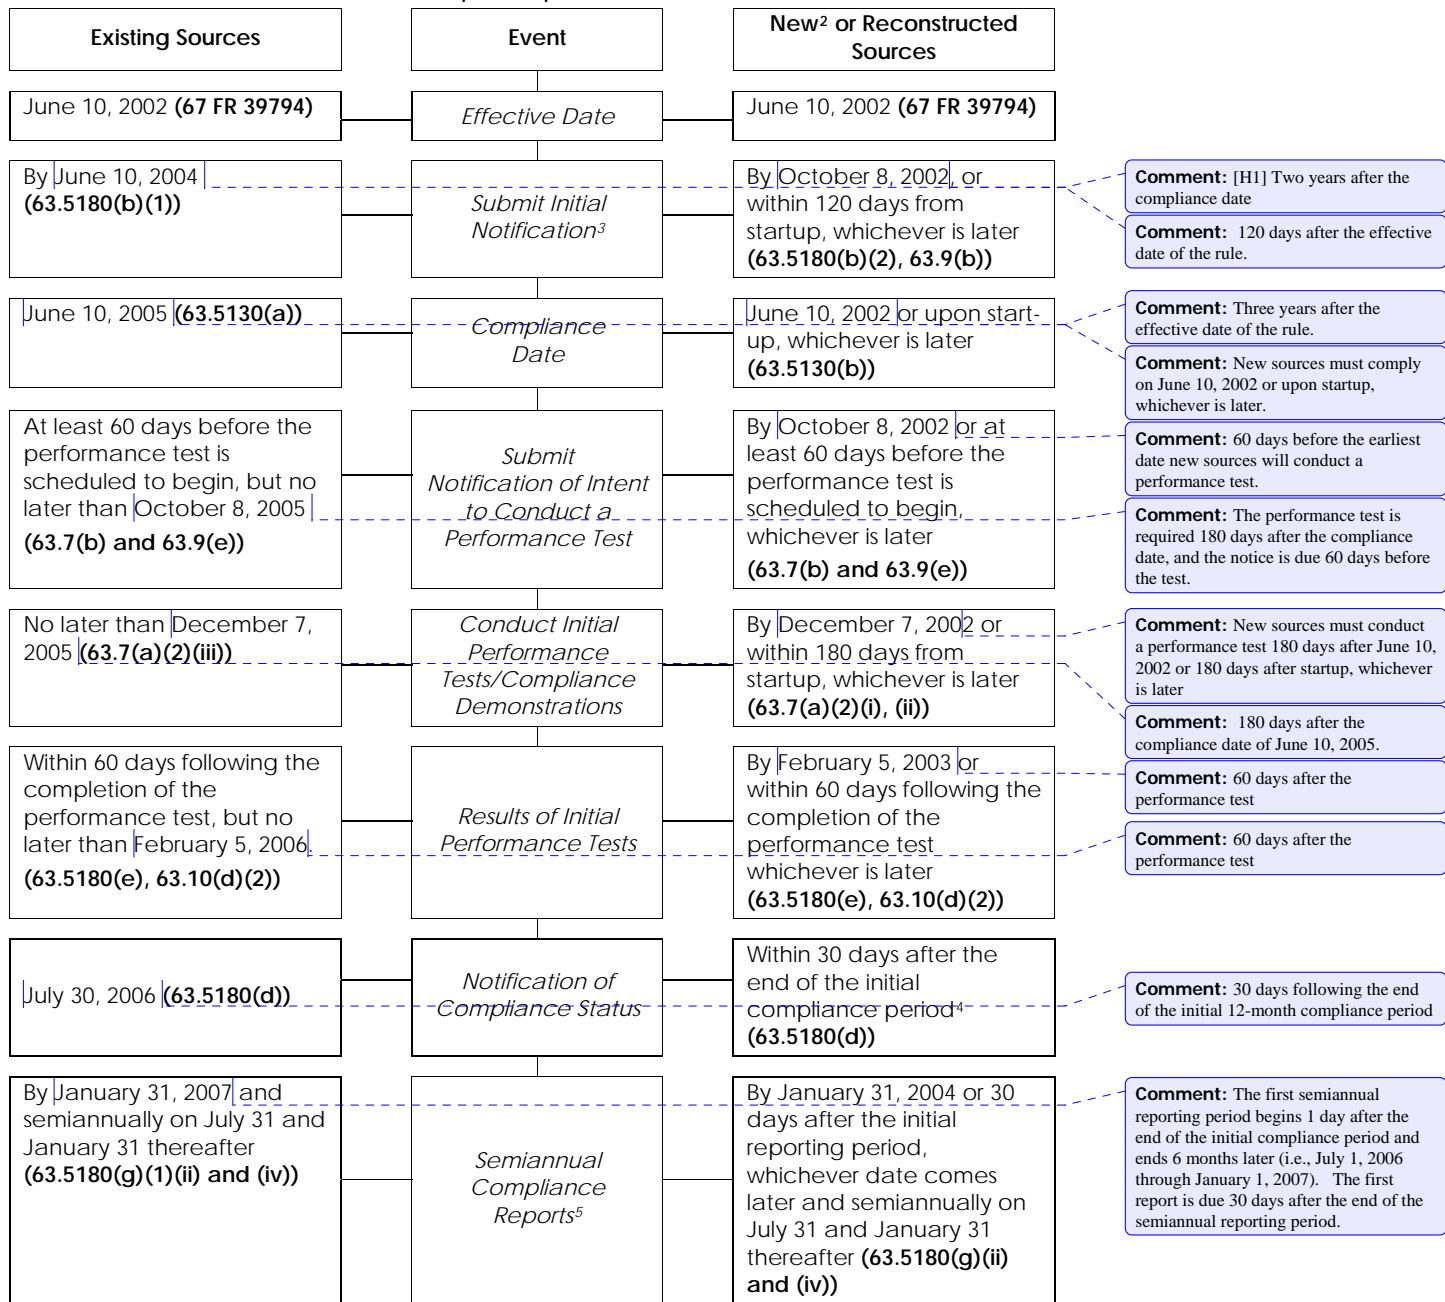 Existing Sources
Event
New2 or Reconstructed
Sources
June 10, 2002 (67 FR 39794)
Effective Date
June 10, 2002 (67 FR 39794)
By June 10, 2004
(63.5180(b)(1))
Submit Initial
Notification3
By October 8, 2002, or
within 120 days from
startup, whichever is later
(63.5180(b)(2), 63.9(b))
Comment: [H1] Two years after the
compliance date
Comment: 120 days after the effective
date of the rule.
June 10, 2005 (63.5130(a))
Compliance
Date
June 10, 2002 or upon start-
up, whichever is later
(63.5130(b))
Comment: Three years after the
effective date of the rule.
Comment: New sources must comply
on June 10, 2002 or upon startup,
whichever is later.
At least 60 days before the
performance test is
scheduled to begin, but no
later than October 8, 2005
(63.7(b) and 63.9(e))
Submit
Notification of Intent
to Conduct a
Performance Test
By October 8, 2002 or at
least 60 days before the
performance test is
scheduled to begin,
whichever is later
(63.7(b) and 63.9(e))
Comment: 60 days before the earliest
date new sources will conduct a
performance test.
Comment: The performance test is
required 180 days after the compliance
date, and the notice is due 60 days before
the test.
No later than December 7,
2005 (63.7(a)(2)(iii))
Conduct Initial
Performance
Tests/Compliance
Demonstrations
By December 7, 2002 or
within 180 days from
startup, whichever is later
(63.7(a)(2)(i), (ii))
Comment: New sources must conduct
a performance test 180 days after June 10,
2002 or 180 days after startup, whichever
is later
Comment: 180 days after the
compliance date of June 10, 2005.
Within 60 days following the
completion of the
performance test, but no
later than February 5, 2006.
(63.5180(e), 63.10(d)(2))
Results of Initial
Performance Tests
By February 5, 2003 or
within 60 days following the
completion of the
performance test
whichever is later
(63.5180(e), 63.10(d)(2))
Comment: 60 days after the
performance test
Comment: 60 days after the
performance test
July 30, 2006 (63.5180(d))
Notification of
Compliance Status
Within 30 days after the
end of the initial
compliance period4
(63.5180(d))
Comment: 30 days following the end
of the initial 12-month compliance period
By January 31, 2007 and
semiannually on July 31 and
January 31 thereafter
(63.5180(g)(1)(ii) and (iv))
Semiannual
Compliance
Reports5
By January 31, 2004 or 30
days after the initial
reporting period,
whichever date comes
later and semiannually on
July 31 and January 31
thereafter (63.5180(g)(ii)
and (iv))
Comment: The first semiannual
reporting period begins 1 day after the
end of the initial compliance period and
ends 6 months later (i.e., July 1, 2006
through January 1, 2007). The first
report is due 30 days after the end of the
semiannual reporting period.